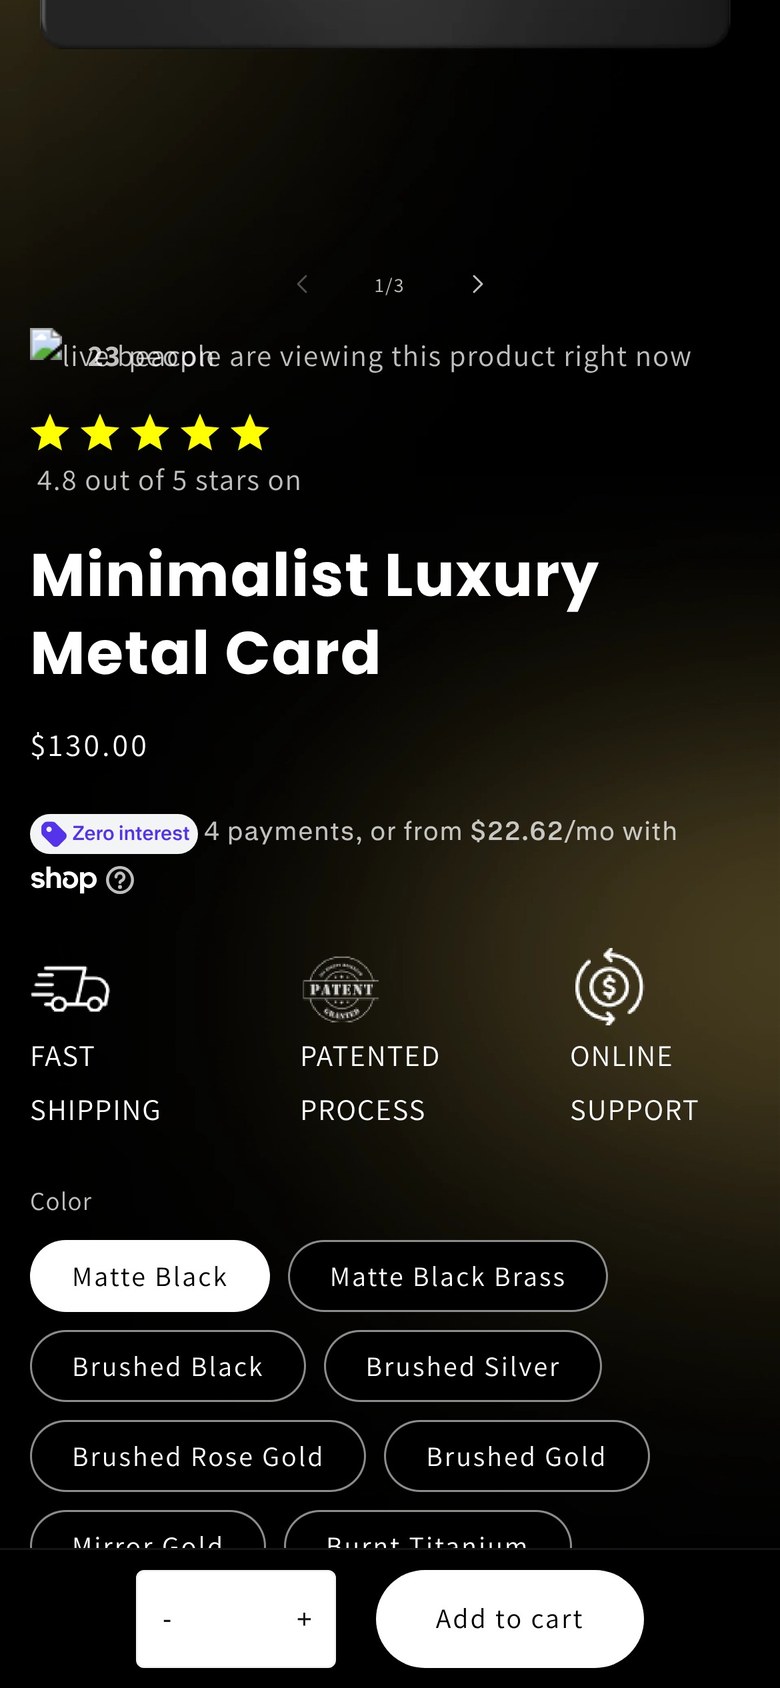 1/3
live beacon 23 people are viewing this product right now
4.8 out of 5 stars on
Minimalist Luxury
Metal Card
$130.00
Zero interest 4 payments, or from $22.62/mo with
shop ?
PATENT
GRANTED
FAST
SHIPPING
PATENTED
PROCESS
ONLINE
SUPPORT
Color
Matte Black
Matte Black Brass
Brushed Black
Brushed Silver
Brushed Rose Gold
Brushed Gold
Mirror Gold
Burnt Titanium
- +
Add to cart